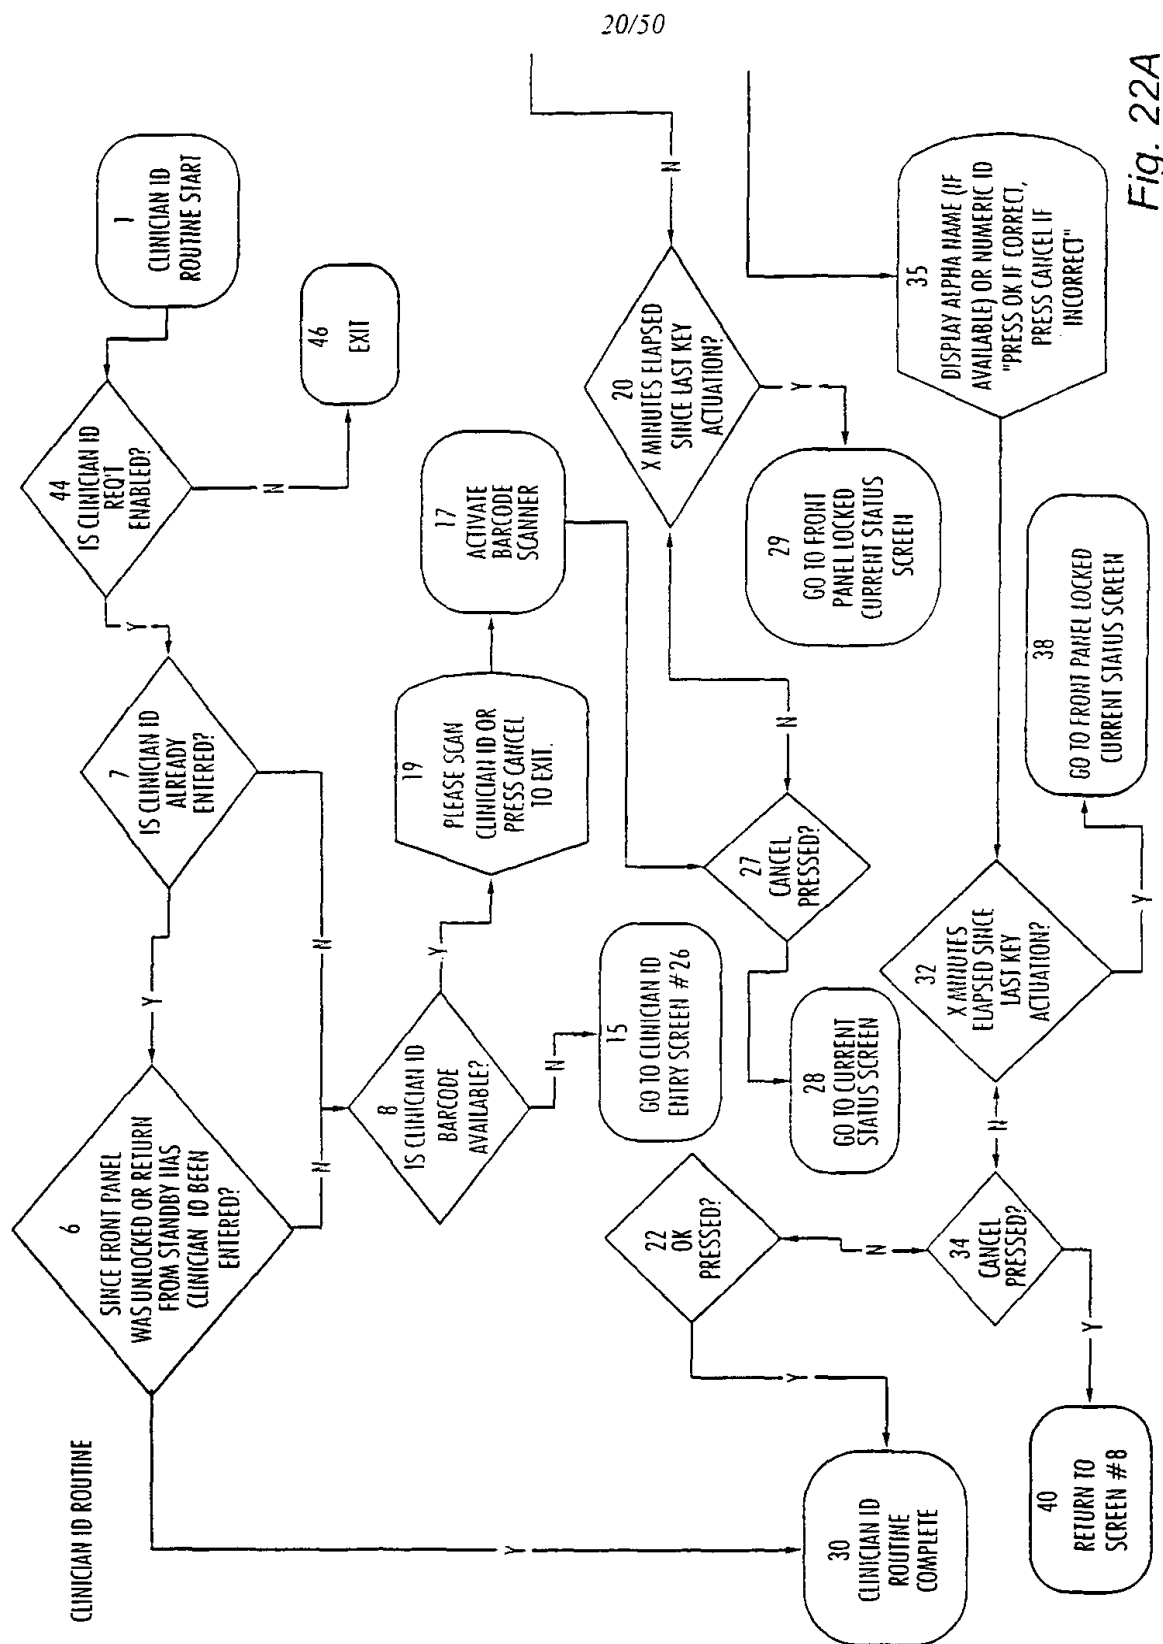 20/50
CLINICIAN ID ROUTINE
1
CLINICIAN ID
ROUTINE START
44
IS CLINICIAN ID
REQ'T
ENABLED?
N
46
EXIT
Y
7
IS CLINICIAN ID
ALREADY
ENTERED?
N
Y
6
SINCE FRONT PANEL
WAS UNLOCKED OR RETURN
FROM STANDBY HAS
CLINICIAN ID BEEN
ENTERED?
N
Y
8
IS CLINICIAN ID
BARCODE
AVAILABLE?
Y
N
19
PLEASE SCAN
CLINICIAN ID OR
PRESS CANCEL
TO EXIT.
17
ACTIVATE
BARCODE
SCANNER
15
GO TO CLINICIAN ID
ENTRY SCREEN #26
27
CANCEL
PRESSED?
N
28
GO TO CURRENT
STATUS SCREEN
20
X MINUTES ELAPSED
SINCE LAST KEY
ACTUATION?
N
Y
29
GO TO FRONT
PANEL LOCKED
CURRENT STATUS
SCREEN
35
DISPLAY ALPHA NAME (IF
AVAILABLE) OR NUMERIC ID
"PRESS OK IF CORRECT,
PRESS CANCEL IF
INCORRECT"
32
X MINUTES
ELAPSED SINCE
LAST KEY
ACTUATION?
Y
38
GO TO FRONT PANEL LOCKED
CURRENT STATUS SCREEN
N
34
CANCEL
PRESSED?
Y
40
RETURN TO
SCREEN #8
N
22
OK
PRESSED?
Y
30
CLINICIAN ID
ROUTINE
COMPLETE
Fig. 22A